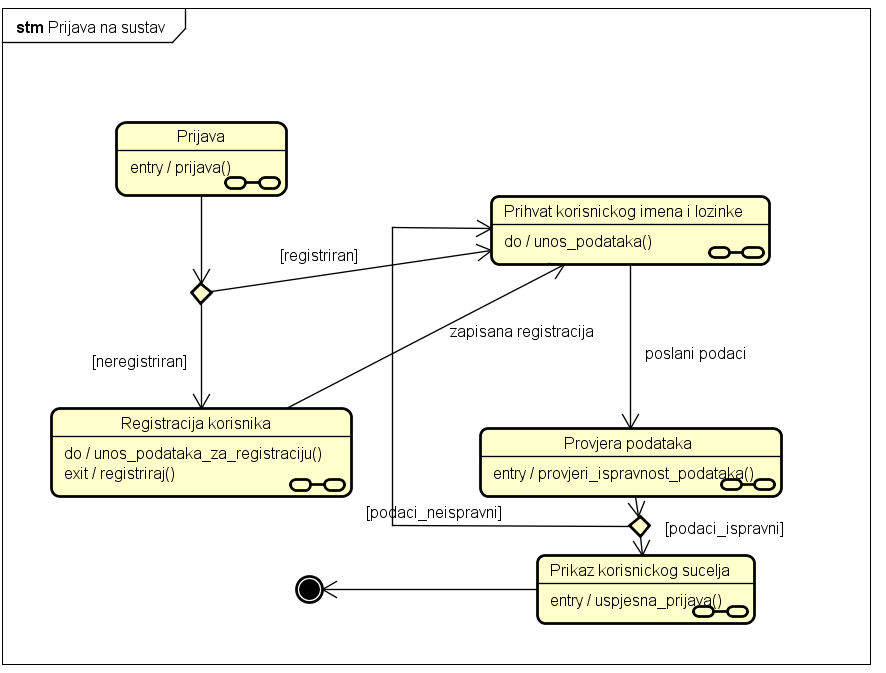 stm Prijava na sustav
Prijava
entry / prijava()
Prihvat korisnickog imena i lozinke
do / unos_podataka()
[registriran]
zapisana registracija
poslani podaci
[neregistriran]
Registracija korisnika
do / unos_podataka_za_registraciju()
exit / registriraj()
Provjera podataka
entry / provjeri_ispravnost_podataka()
[podaci_neispravni]
[podaci_ispravni]
Prikaz korisnickog sucelja
entry / uspjesna_prijava()